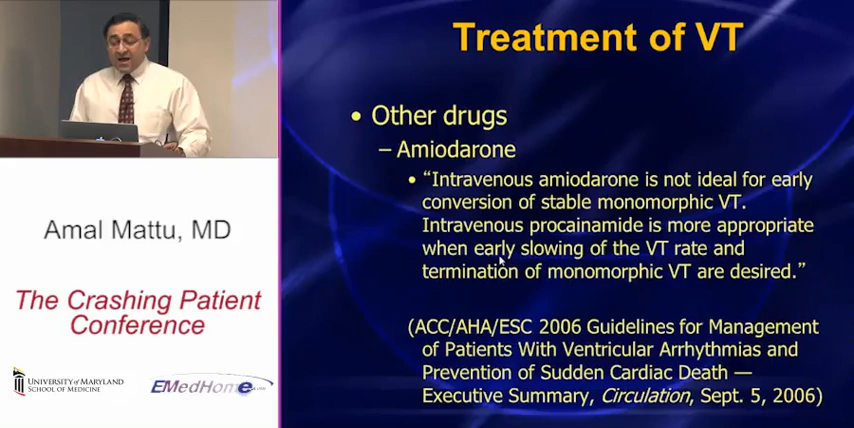 Treatment of VT
• Other drugs
– Amiodarone
• “Intravenous amiodarone is not ideal for early
conversion of stable monomorphic VT.
Intravenous procainamide is more appropriate
when early slowing of the VT rate and
termination of monomorphic VT are desired.”
(ACC/AHA/ESC 2006 Guidelines for Management
of Patients With Ventricular Arrhythmias and
Prevention of Sudden Cardiac Death —
Executive Summary, Circulation, Sept. 5, 2006)
Amal Mattu, MD
The Crashing Patient
Conference
UNIVERSITY of MARYLAND
SCHOOL OF MEDICINE
EMedHome